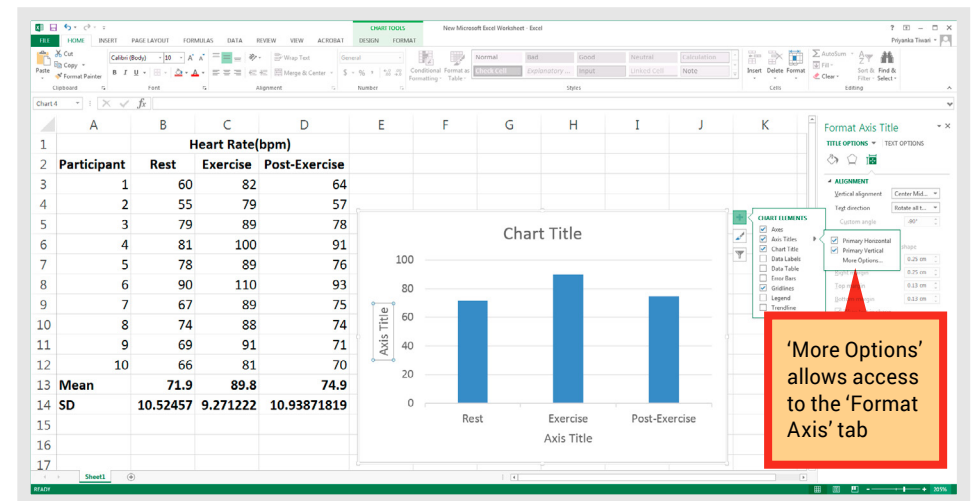 CHART TOOLS
New Microsoft Excel Worksheet - Excel
FILE HOME INSERT PAGE LAYOUT FORMULAS DATA REVIEW VIEW ACROBAT DESIGN FORMAT Priyanka Tiwari
Cut
Copy
Format Painter
Paste
Clipboard
Calibri (Body) 10
B I U
Font
Wrap Text
Merge & Center
Alignment
General
$ % ,
Number
Conditional Formatting
Format as Table
Normal Bad Good Neutral Calculation
Check Cell Explanatory ... Input Linked Cell Note
Styles
Insert Delete Format
Cells
AutoSum
Fill
Clear
Sort & Filter
Find & Select
Editing
Chart 4
fx
A B C D E F G H I J K
1 Heart Rate(bpm)
2 Participant Rest Exercise Post-Exercise
3 1 60 82 64
4 2 55 79 57
5 3 79 89 78
6 4 81 100 91
7 5 78 89 76
8 6 90 110 93
9 7 67 89 75
10 8 74 88 74
11 9 69 91 71
12 10 66 81 70
13 Mean 71.9 89.8 74.9
14 SD 10.52457 9.271222 10.93871819
15
16
17
Chart Title
100
80
60
40
20
0
Axis Title
Rest Exercise Post-Exercise
Axis Title
CHART ELEMENTS
Axes
Axis Titles
Chart Title
Data Labels
Data Table
Error Bars
Gridlines
Legend
Trendline
Primary Horizontal
Primary Vertical
More Options...
Format Axis Title
TITLE OPTIONS TEXT OPTIONS
ALIGNMENT
Vertical alignment Center Mid...
Text direction Rotate all t...
Custom angle
shape
0.25 cm
Right margin 0.25 cm
Top margin 0.13 cm
Bottom margin 0.13 cm
'More Options'
allows access
to the 'Format
Axis' tab
Sheet1
READY
205%